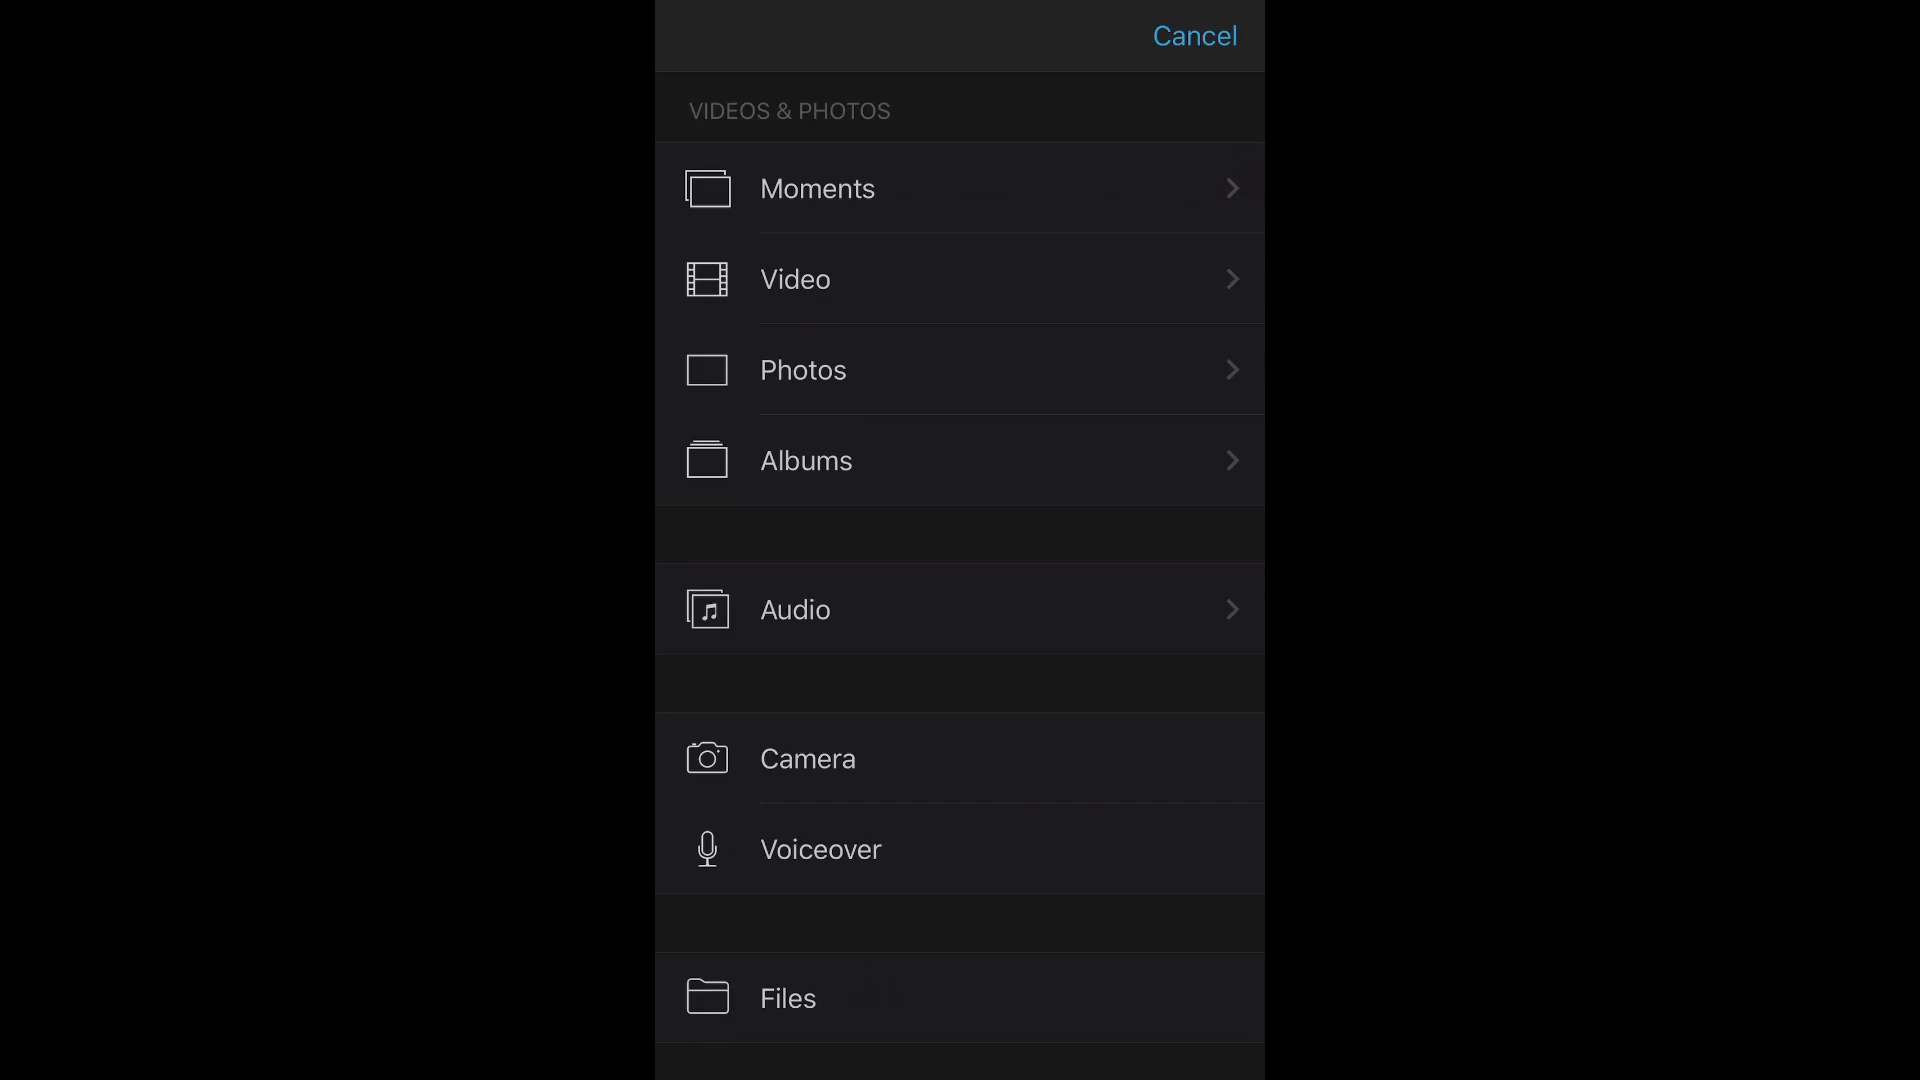 Cancel
VIDEOS & PHOTOS
Moments
Video
Photos
Albums
Audio
Camera
Voiceover
Files